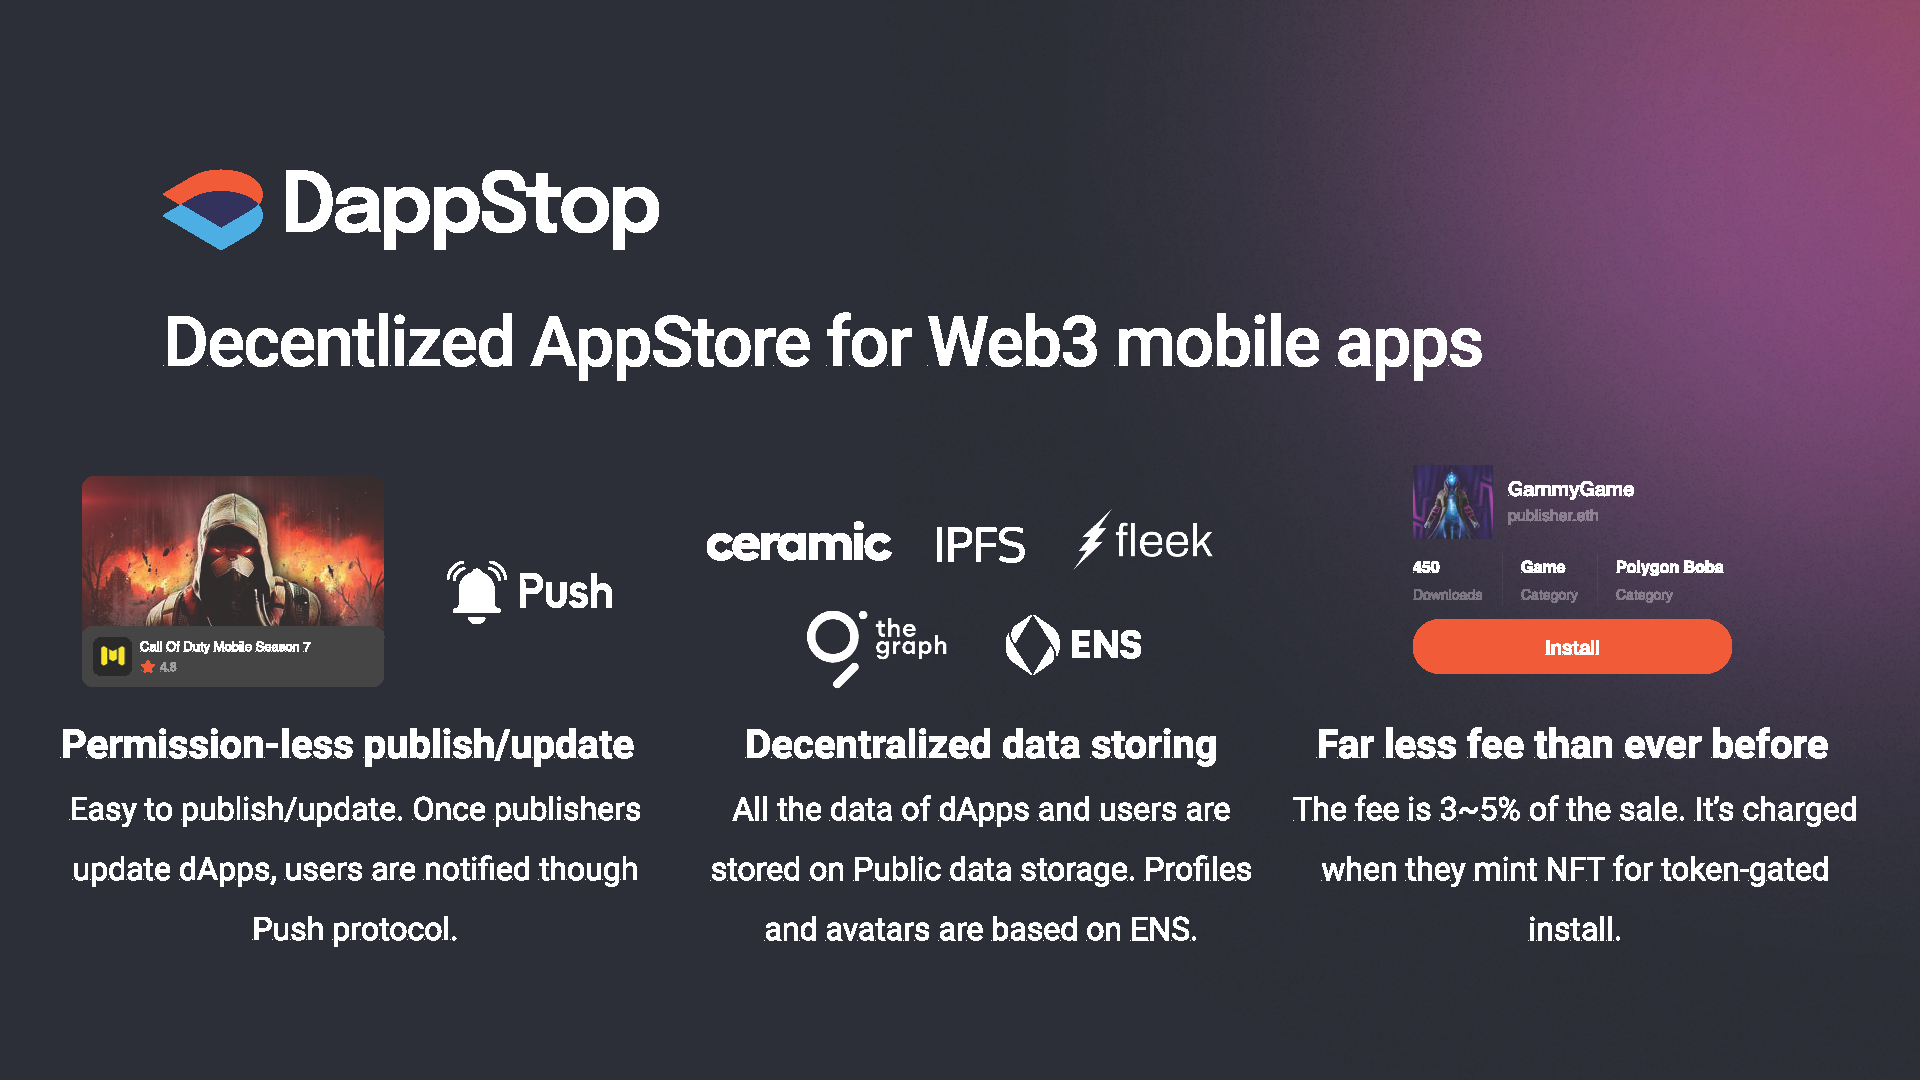 DappStop
Decentlized AppStore for Web3 mobile apps
Call Of Duty Mobile Season 7
4.8
Push
Permission-less publish/update
Easy to publish/update. Once publishers
update dApps, users are notified though
Push protocol.
ceramic IPFS fleek
the
graph
ENS
Decentralized data storing
All the data of dApps and users are
stored on Public data storage. Profiles
and avatars are based on ENS.
GammyGame
publisher.eth
450 Game Polygon Boba
Downloads Category Category
Install
Far less fee than ever before
The fee is 3~5% of the sale. It’s charged
when they mint NFT for token-gated
install.